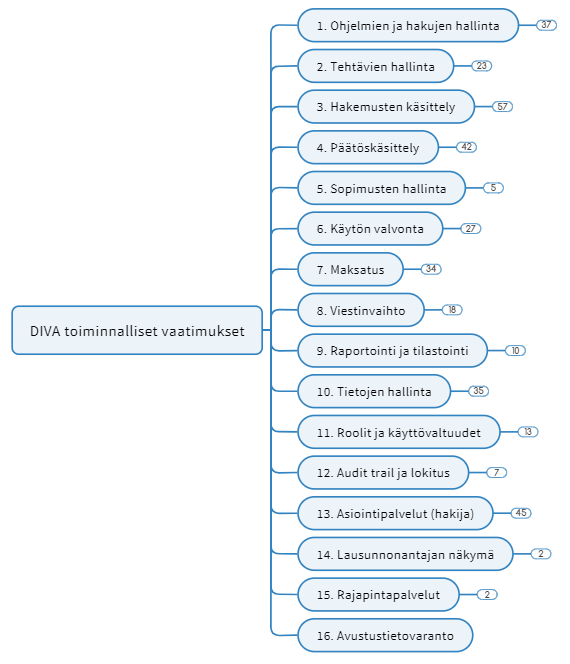 1. Ohjelmien ja hakujen hallinta 37
2. Tehtävien hallinta 23
3. Hakemusten käsittely 57
4. Päätöskäsittely 42
5. Sopimusten hallinta 5
6. Käytön valvonta 27
7. Maksatus 34
8. Viestinvaihto 18
DIVA toiminnalliset vaatimukset
9. Raportointi ja tilastointi 10
10. Tietojen hallinta 35
11. Roolit ja käyttövaltuudet 13
12. Audit trail ja lokitus 7
13. Asiointipalvelut (hakija) 45
14. Lausunnonantajan näkymä 2
15. Rajapintapalvelut 2
16. Avustustietovaranto